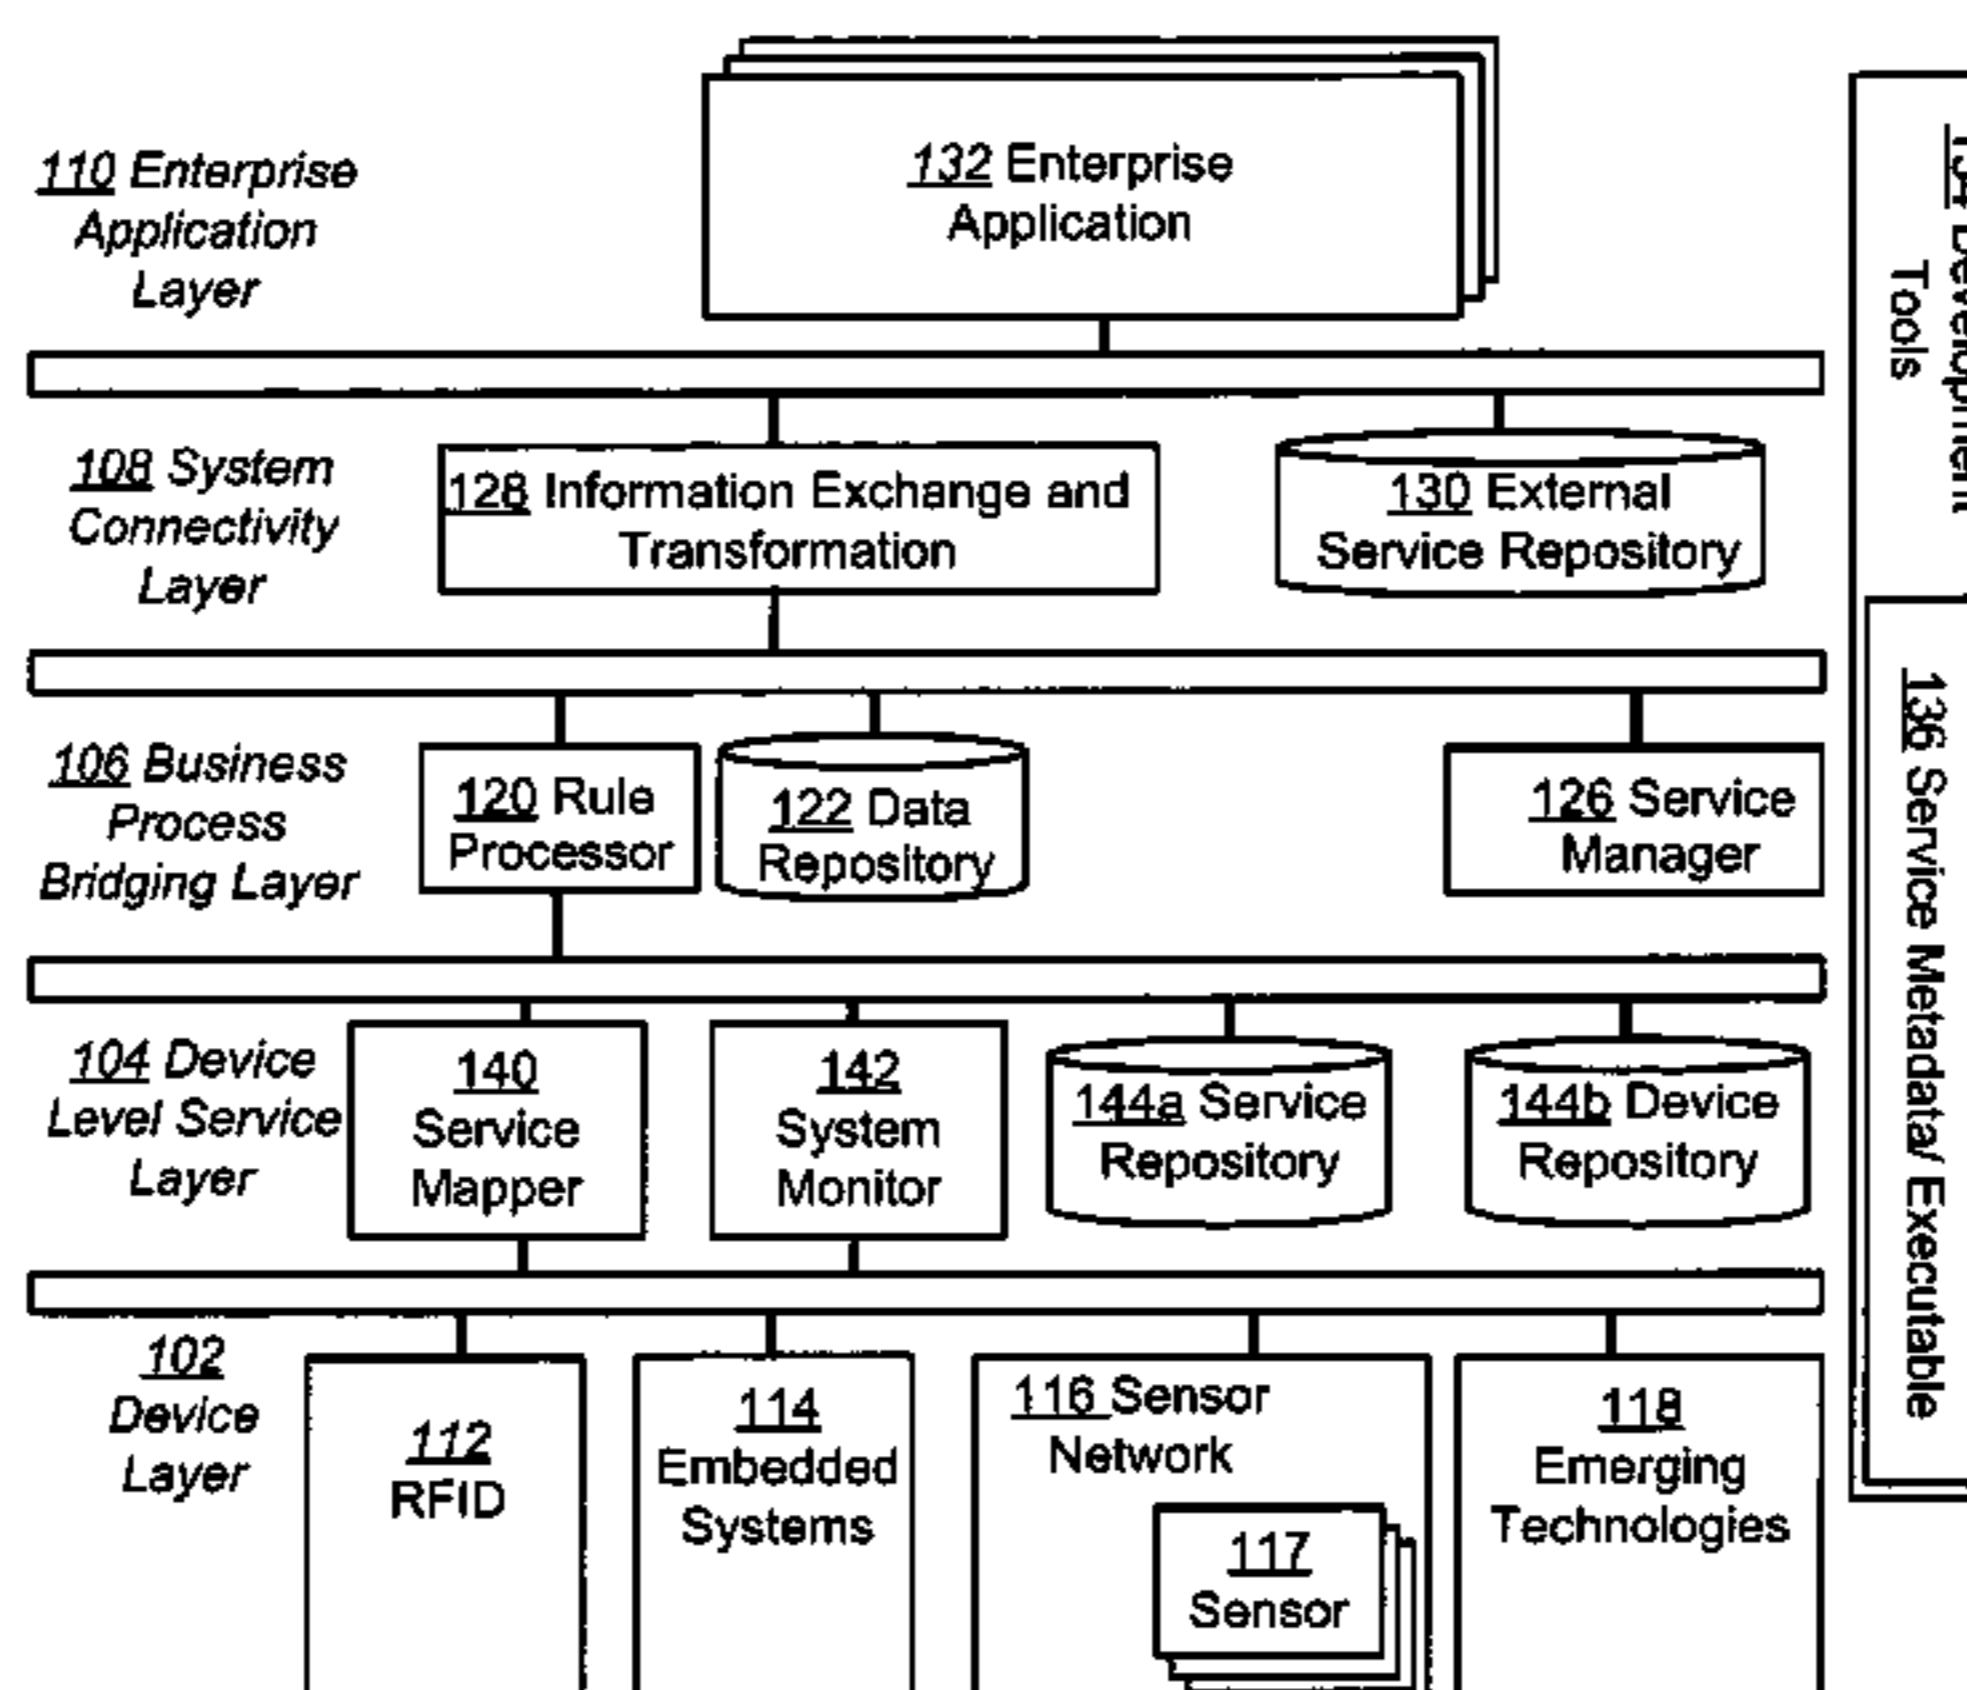 110 Enterprise
Application
Layer
132 Enterprise
Application
108 System
Connectivity
Layer
128 Information Exchange and
Transformation
130 External
Service Repository
106 Business
Process
Bridging Layer
120 Rule
Processor
122 Data
Repository
126 Service
Manager
104 Device
Level Service
Layer
140
Service
Mapper
142
System
Monitor
144a Service
Repository
144b Device
Repository
102
Device
Layer
112
RFID
114
Embedded
Systems
116 Sensor
Network
117
Sensor
118
Emerging
Technologies
134 Development
Tools
136 Service Metadata/ Executable